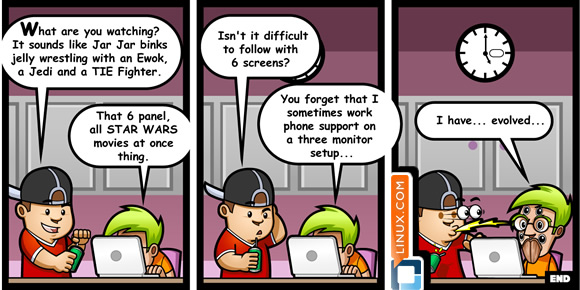 What are you watching?
It sounds like Jar Jar binks
jelly wrestling with an Ewok,
a Jedi and a TIE Fighter.
That 6 panel,
all STAR WARS
movies at once
thing.
Isn't it difficult
to follow with
6 screens?
You forget that I
sometimes work
phone support on
a three monitor
setup...
I have... evolved...
LINUX.COM
END